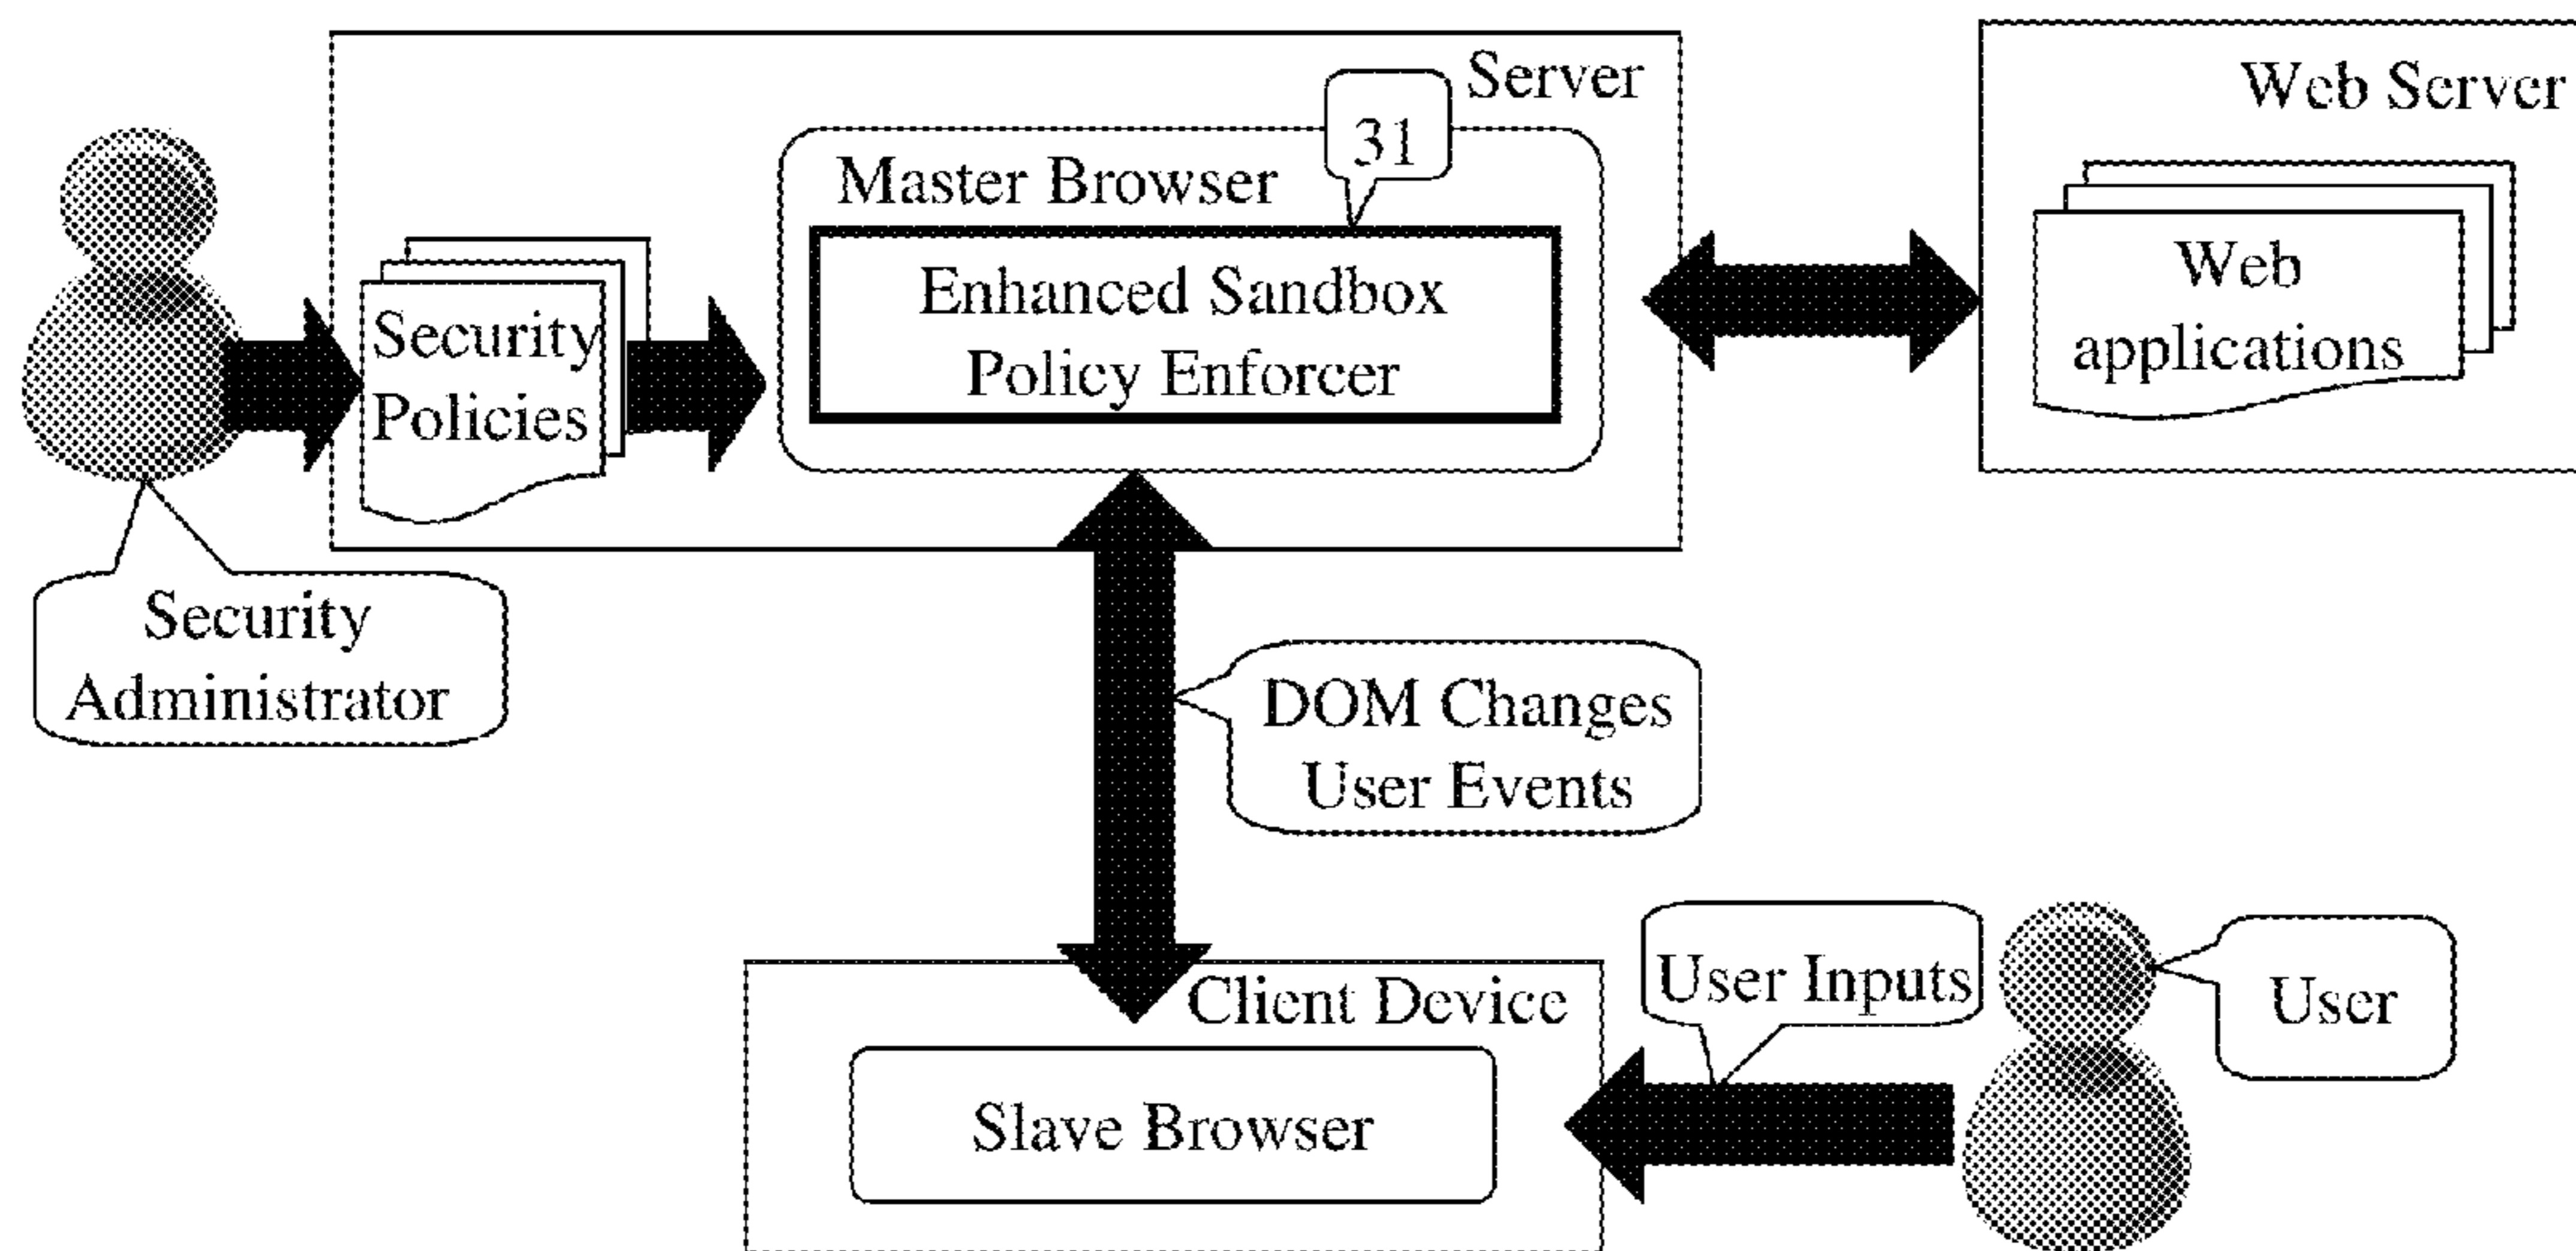 Server
Web Server
31
Master Browser
Enhanced Sandbox
Policy Enforcer
Security
Policies
Web
applications
Security
Administrator
DOM Changes
User Events
Client Device
User Inputs
User
Slave Browser